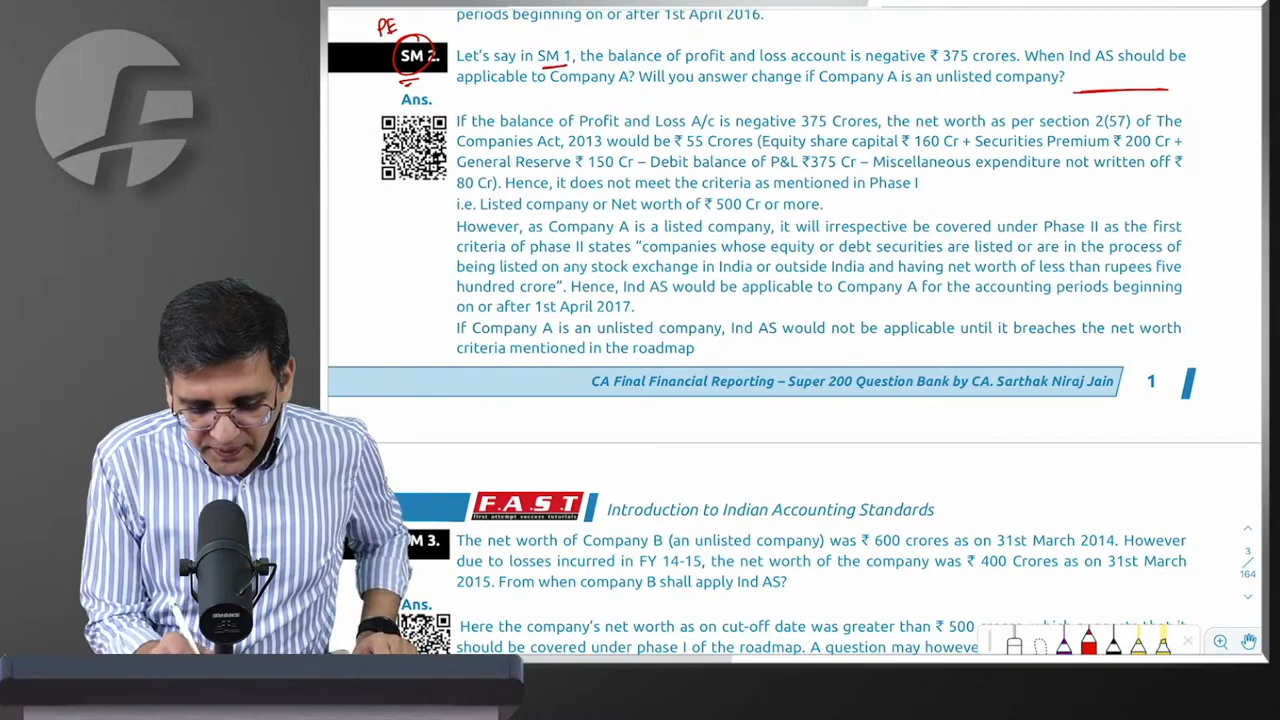 periods beginning on or after 1st April 2016.
PE
SM 2. Let's say in SM 1, the balance of profit and loss account is negative ₹ 375 crores. When Ind AS should be
applicable to Company A? Will you answer change if Company A is an unlisted company?
Ans.
If the balance of Profit and Loss A/c is negative 375 Crores, the net worth as per section 2(57) of The
Companies Act, 2013 would be ₹ 55 Crores (Equity share capital ₹ 160 Cr + Securities Premium ₹ 200 Cr +
General Reserve ₹ 150 Cr – Debit balance of P&L ₹375 Cr – Miscellaneous expenditure not written off ₹
80 Cr). Hence, it does not meet the criteria as mentioned in Phase I
i.e. Listed company or Net worth of ₹ 500 Cr or more.
However, as Company A is a listed company, it will irrespective be covered under Phase II as the first
criteria of phase II states "companies whose equity or debt securities are listed or are in the process of
being listed on any stock exchange in India or outside India and having net worth of less than rupees five
hundred crore". Hence, Ind AS would be applicable to Company A for the accounting periods beginning
on or after 1st April 2017.
If Company A is an unlisted company, Ind AS would not be applicable until it breaches the net worth
criteria mentioned in the roadmap
CA Final Financial Reporting – Super 200 Question Bank by CA. Sarthak Niraj Jain 1
F.A.S.T
first attempt success tutorials
Introduction to Indian Accounting Standards
M 3. The net worth of Company B (an unlisted company) was ₹ 600 crores as on 31st March 2014. However
due to losses incurred in FY 14-15, the net worth of the company was ₹ 400 Crores as on 31st March
2015. From when company B shall apply Ind AS?
Ans.
Here the company's net worth as on cut-off date was greater than ₹ 500
should be covered under phase I of the roadmap. A question may howeve
3
/
164